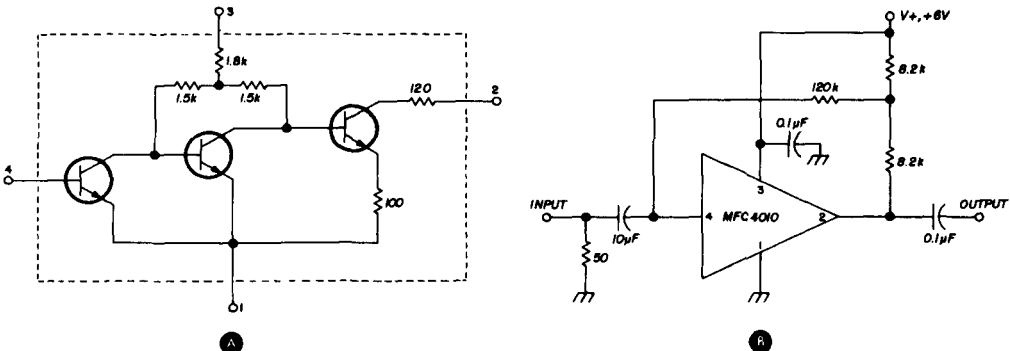 3
1.8k
1.5k 1.5k
120
2
4
100
1
A
V+,+6V
8.2k
120k
0.1µF
8.2k
3
INPUT
4 MFC4010 2
OUTPUT
10µF
0.1µF
50
1
B